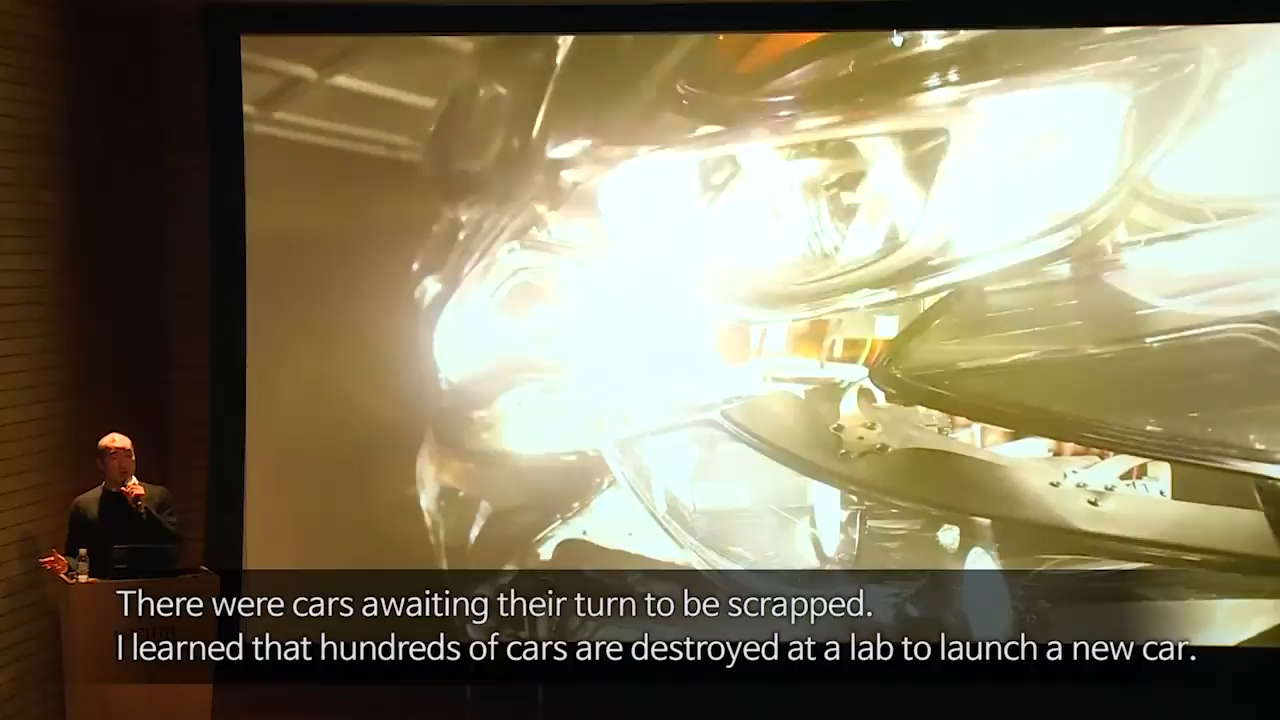 There were cars awaiting their turn to be scrapped.
I learned that hundreds of cars are destroyed at a lab to launch a new car.